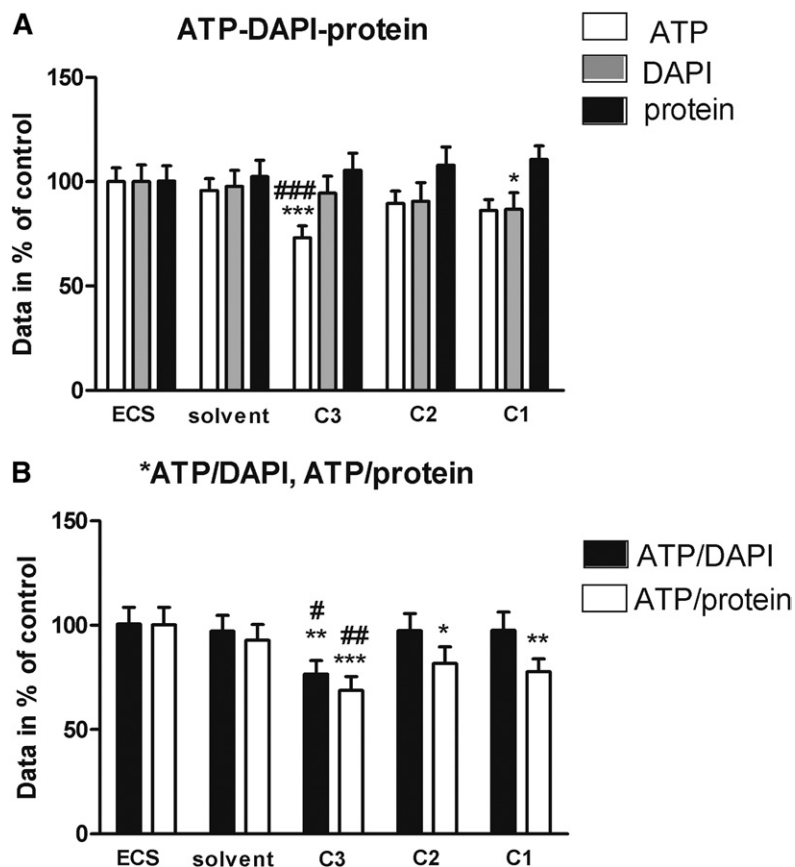 A
ATP-DAPI-protein
ATP
DAPI
protein
Data in % of control
150
100
50
0
###
***
*
ECS solvent C3 C2 C1
B
*ATP/DAPI, ATP/protein
ATP/DAPI
ATP/protein
Data in % of control
150
100
50
0
#
** ## * **
***
ECS solvent C3 C2 C1